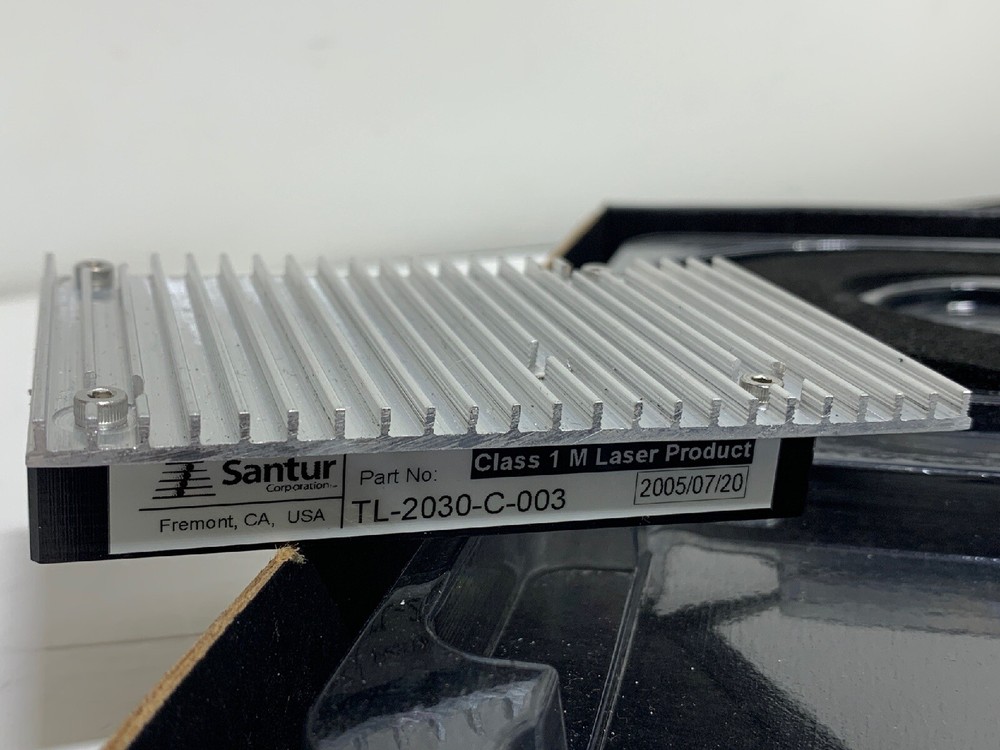 Santur
Corporation
Fremont, CA, USA
Part No:
Class 1 M Laser Product
TL-2030-C-003
2005/07/20